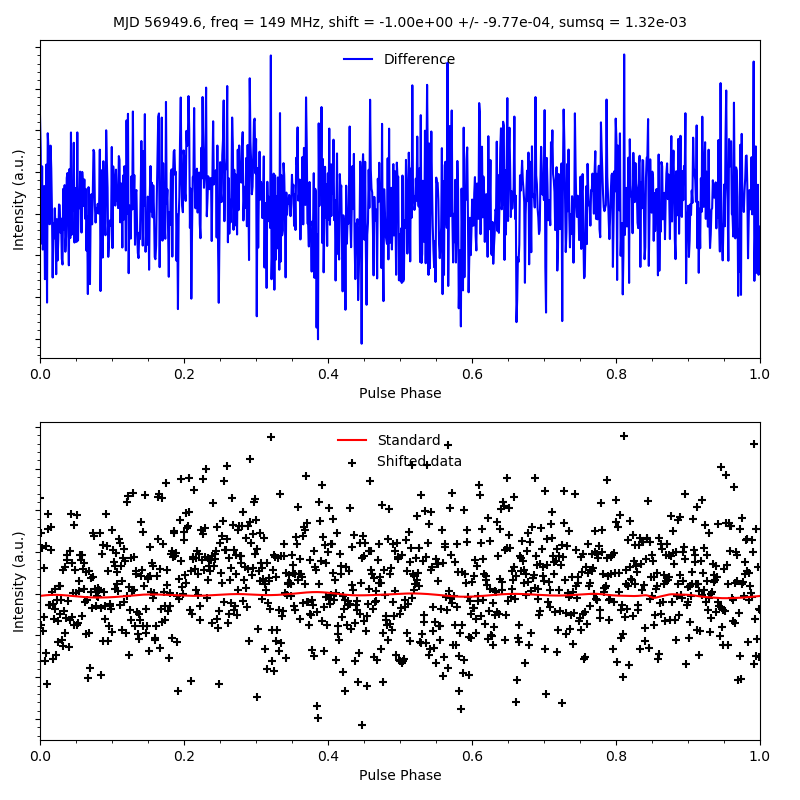 MJD 56949.6, freq = 149 MHz, shift = -1.00e+00 +/- -9.77e-04, sumsq = 1.32e-03
Difference
Intensity (a.u.)
0.0 0.2 0.4 0.6 0.8 1.0
Pulse Phase
Standard
Shifted data
Intensity (a.u.)
0.0 0.2 0.4 0.6 0.8 1.0
Pulse Phase